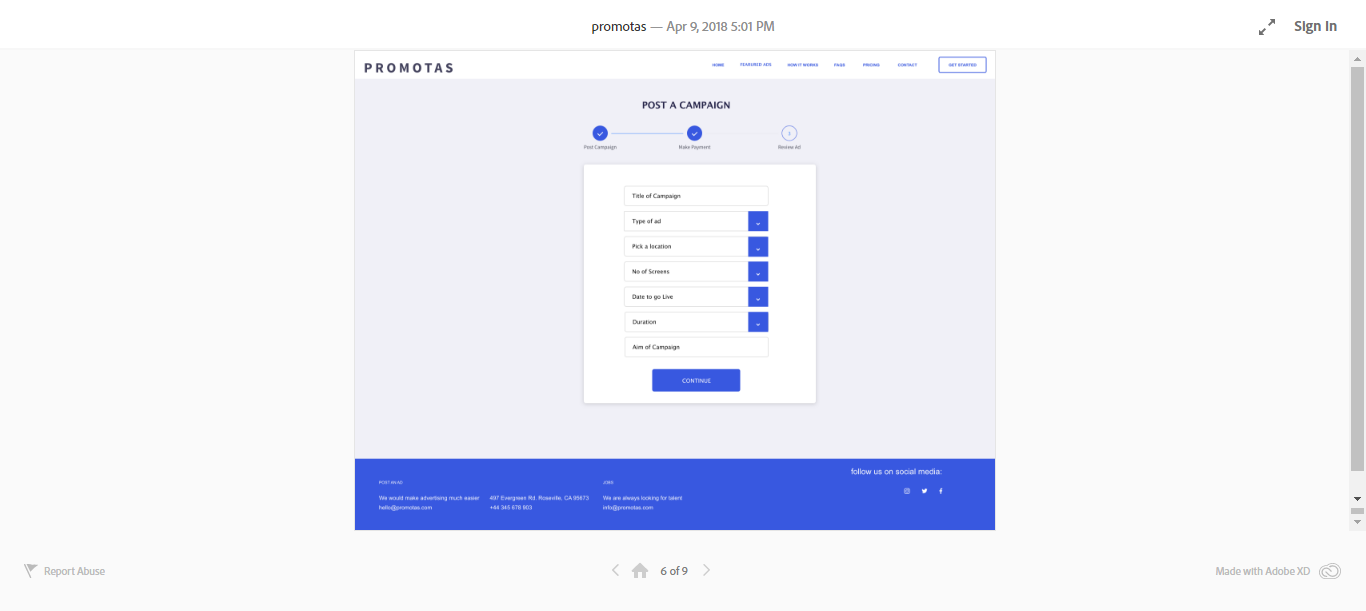 promotas — Apr 9, 2018 5:01 PM
Sign In
PROMOTAS
HOME FEATURED ADS HOW IT WORKS FAQS PRICING CONTACT GET STARTED
POST A CAMPAIGN
Post Campaign Make Payment Review Ad
Title of Campaign
Type of ad
Pick a location
No of Screens
Date to go Live
Duration
Aim of Campaign
CONTINUE
follow us on social media:
POST AN AD
JOBS
We would make advertising much easier 497 Evergreen Rd. Roseville, CA 95673 We are always looking for talent
hello@promotas.com +44 345 678 903 info@promotas.com
Report Abuse
6 of 9
Made with Adobe XD